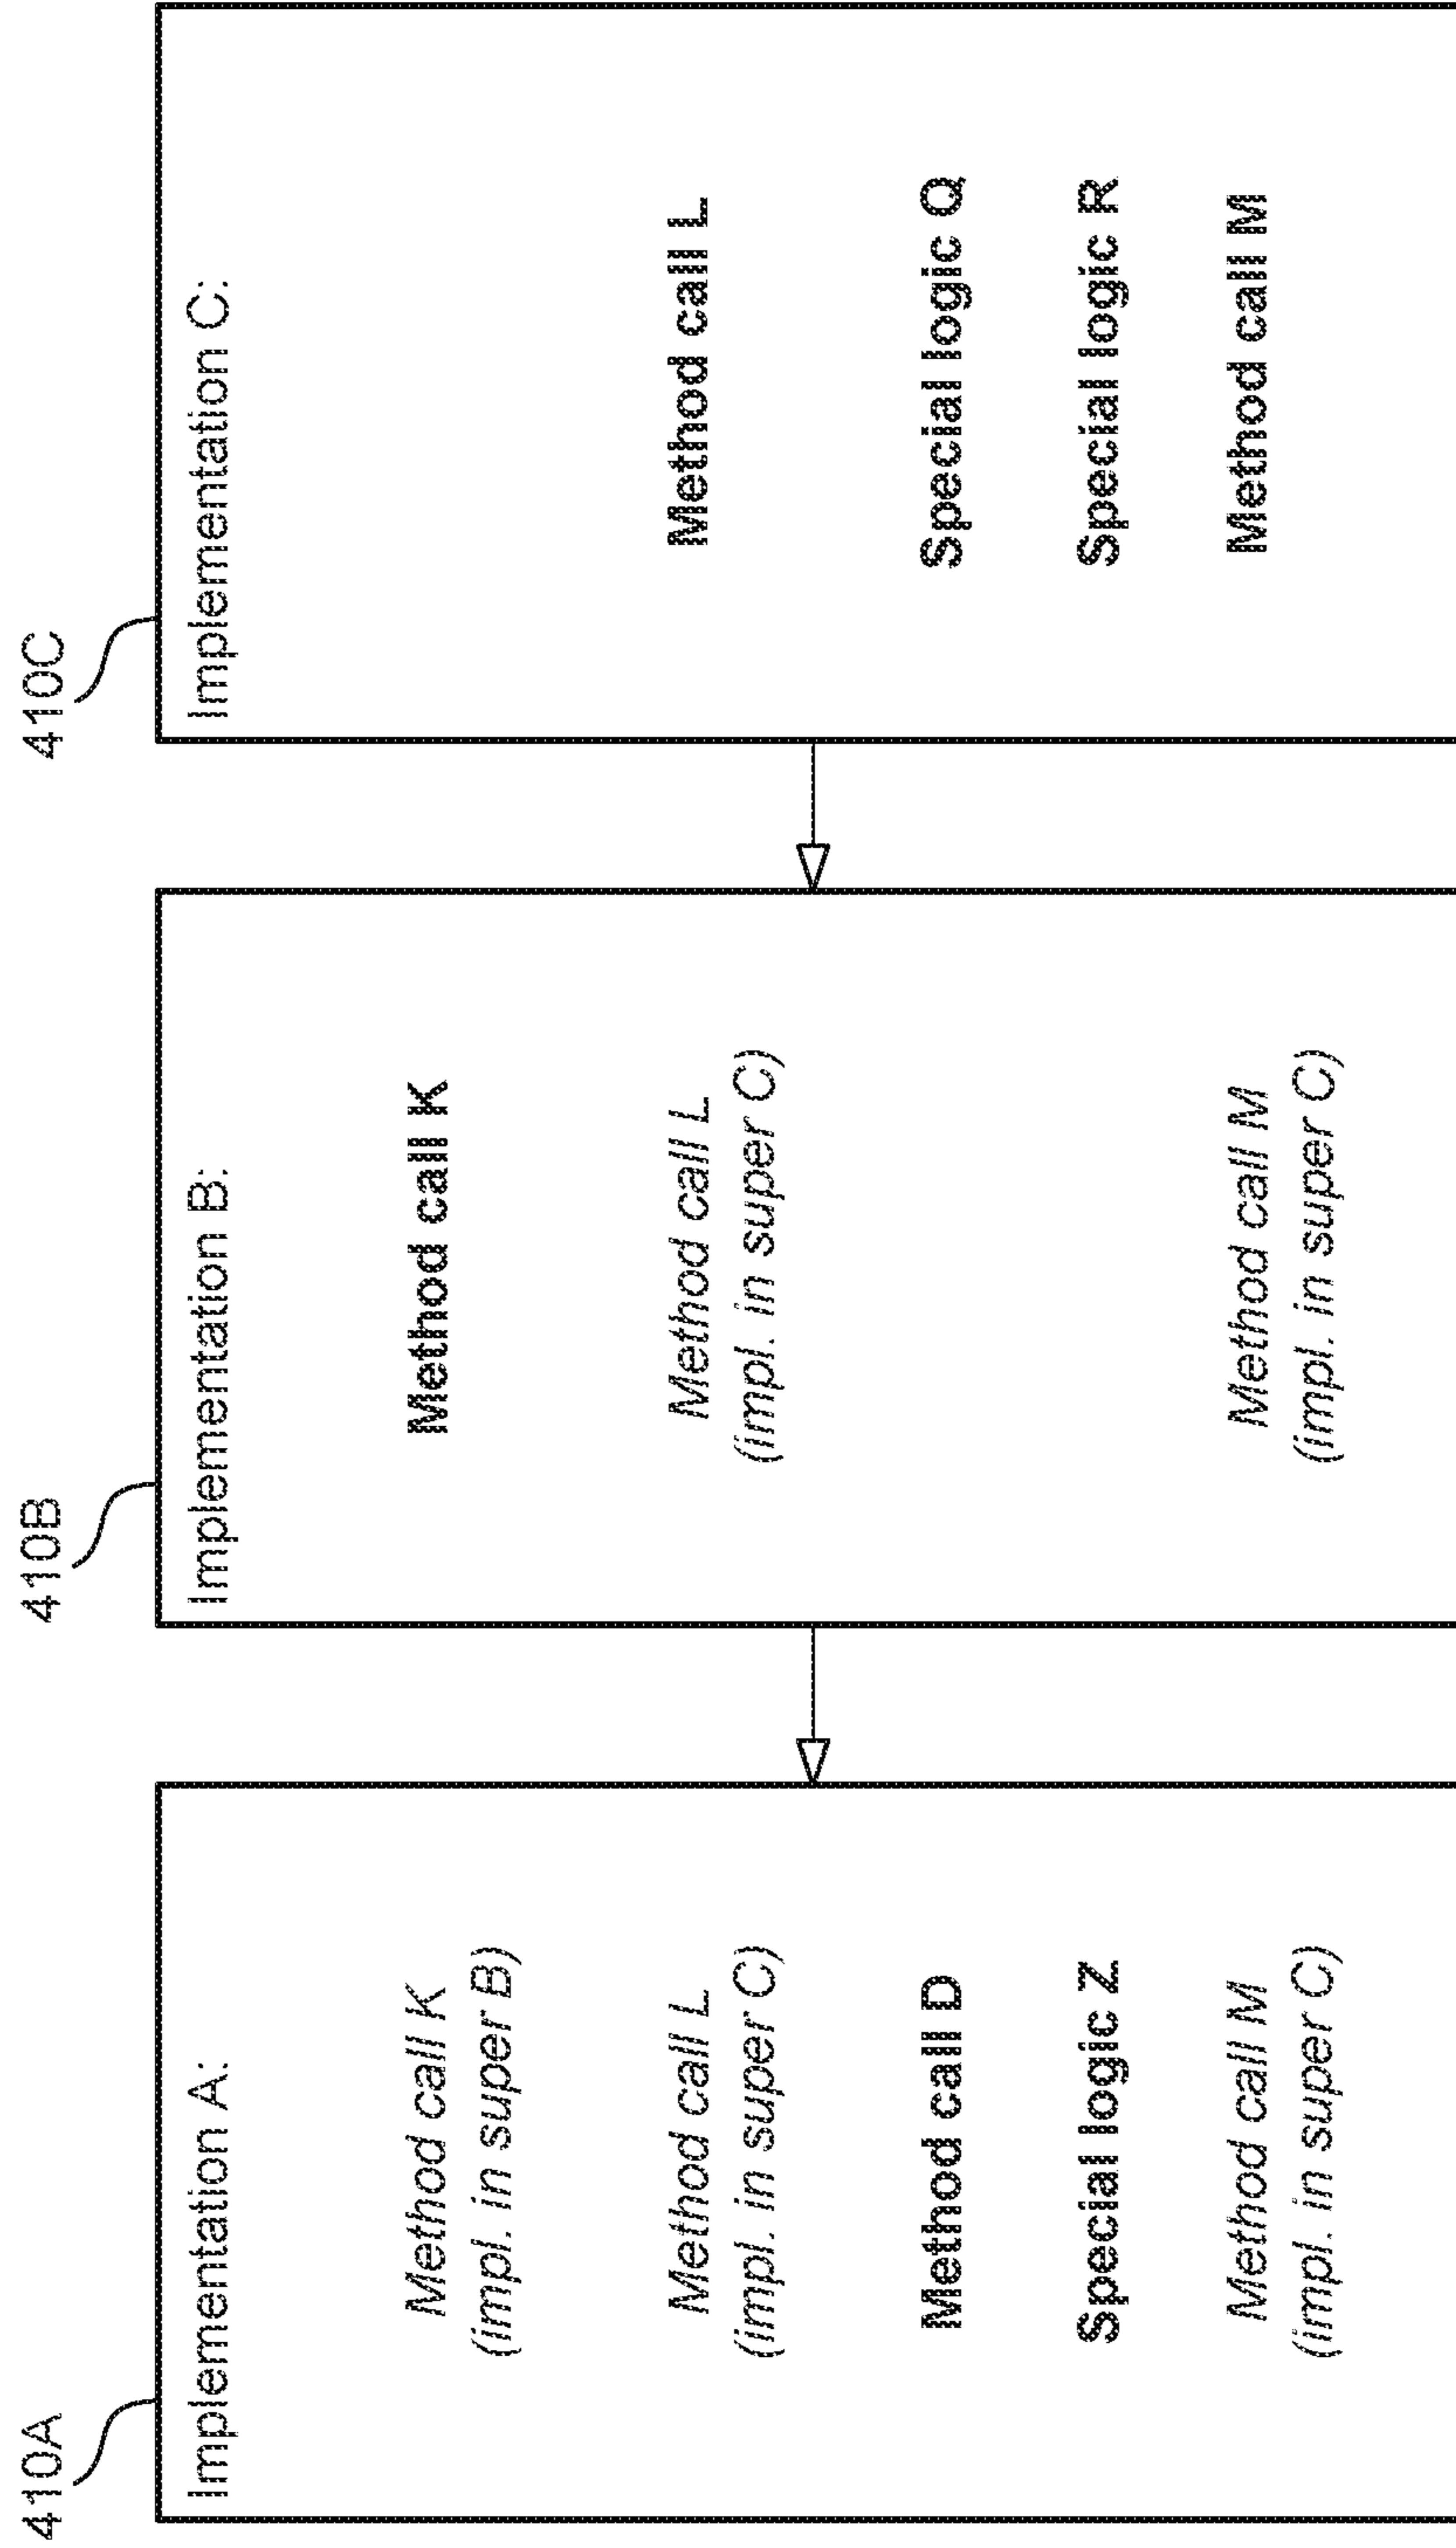 410A
Implementation A:
Method call K
(impl. in super B)
Method call L
(impl. in super C)
Method call D
Special logic Z
Method call M
(impl. in super C)
410B
Implementation B:
Method call K
Method call L
(impl. in super C)
Method call M
(impl. in super C)
410C
Implementation C:
Method call L
Special logic Q
Special logic R
Method call M